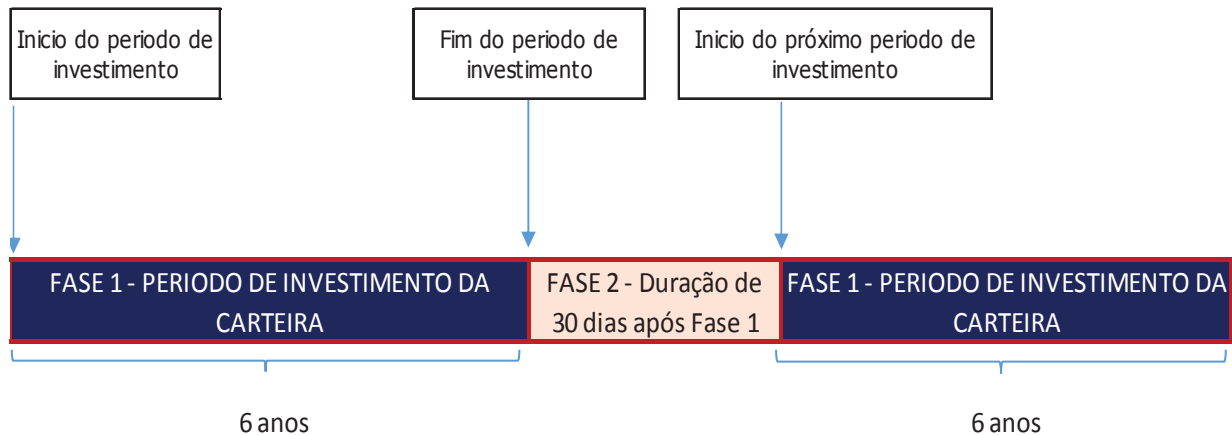 Inicio do periodo de
investimento
Fim do periodo de
investimento
Inicio do próximo periodo de
investimento
FASE 1 - PERIODO DE INVESTIMENTO DA
CARTEIRA
FASE 2 - Duração de
30 dias após Fase 1
FASE 1 - PERIODO DE INVESTIMENTO DA
CARTEIRA
6 anos
6 anos